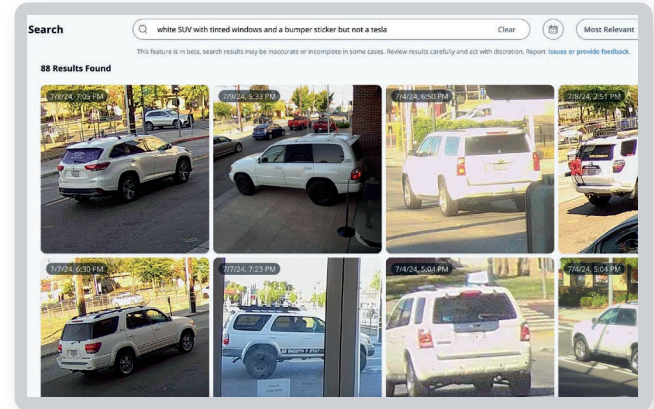 Search
white SUV with tinted windows and a bumper sticker but not a tesla
Clear
Most Relevant
This feature is in beta, search results may be inaccurate or incomplete in some cases. Review results carefully and act with discretion. Report issues or provide feedback.
88 Results Found
7/8/24, 7:05 PM
7/9/24, 5:33 PM
7/4/24, 6:50 PM
7/8/24, 2:51 PM
7/7/24, 6:30 PM
7/7/24, 7:23 PM
7/4/24, 5:04 PM
7/4/24, 5:04 PM